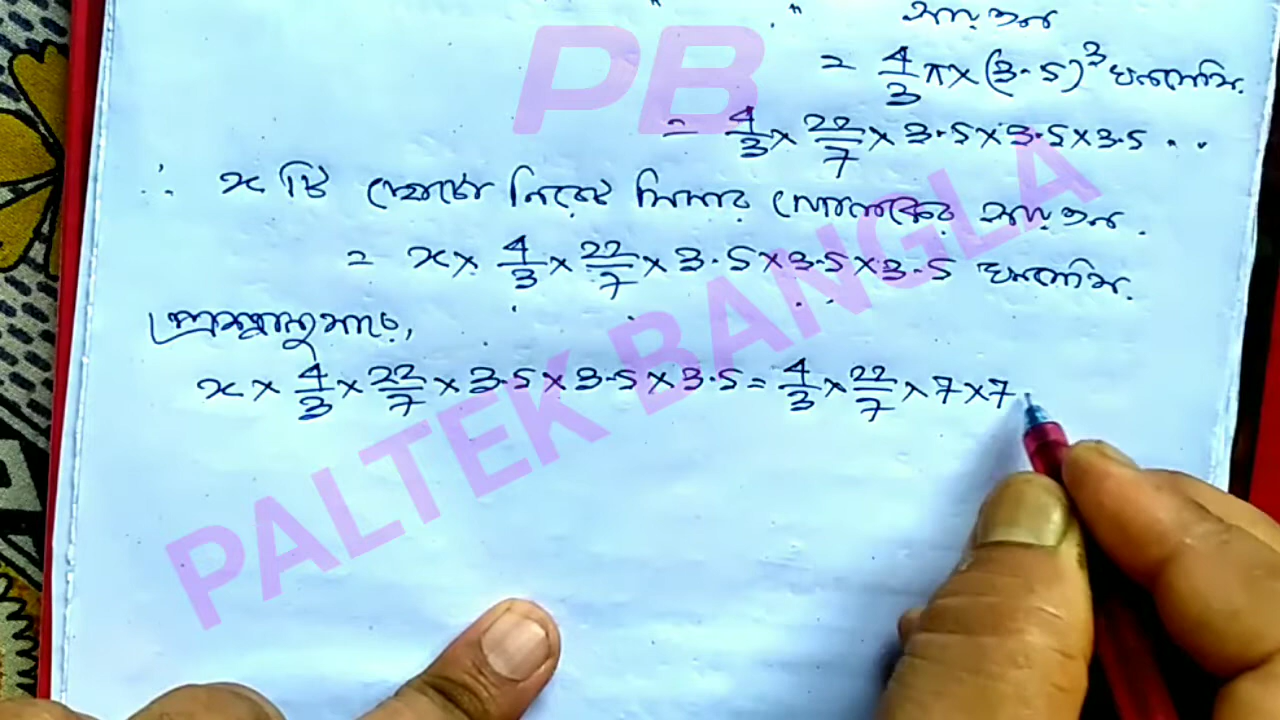 " " আয়তন
= 4/3 π × (3.5)³ ঘনসেমি.
= 4/3 × 22/7 × 3.5 × 3.5 × 3.5 ..
∴ x টি ছোটো নিরেট সিসার গোলকের আয়তন.
= x × 4/3 × 22/7 × 3.5 × 3.5 × 3.5 ঘনসেমি.
প্রশ্নানুসারে,
x × 4/3 × 22/7 × 3.5 × 3.5 × 3.5 = 4/3 × 22/7 × 7 × 7
PB
PALTEK BANGLA